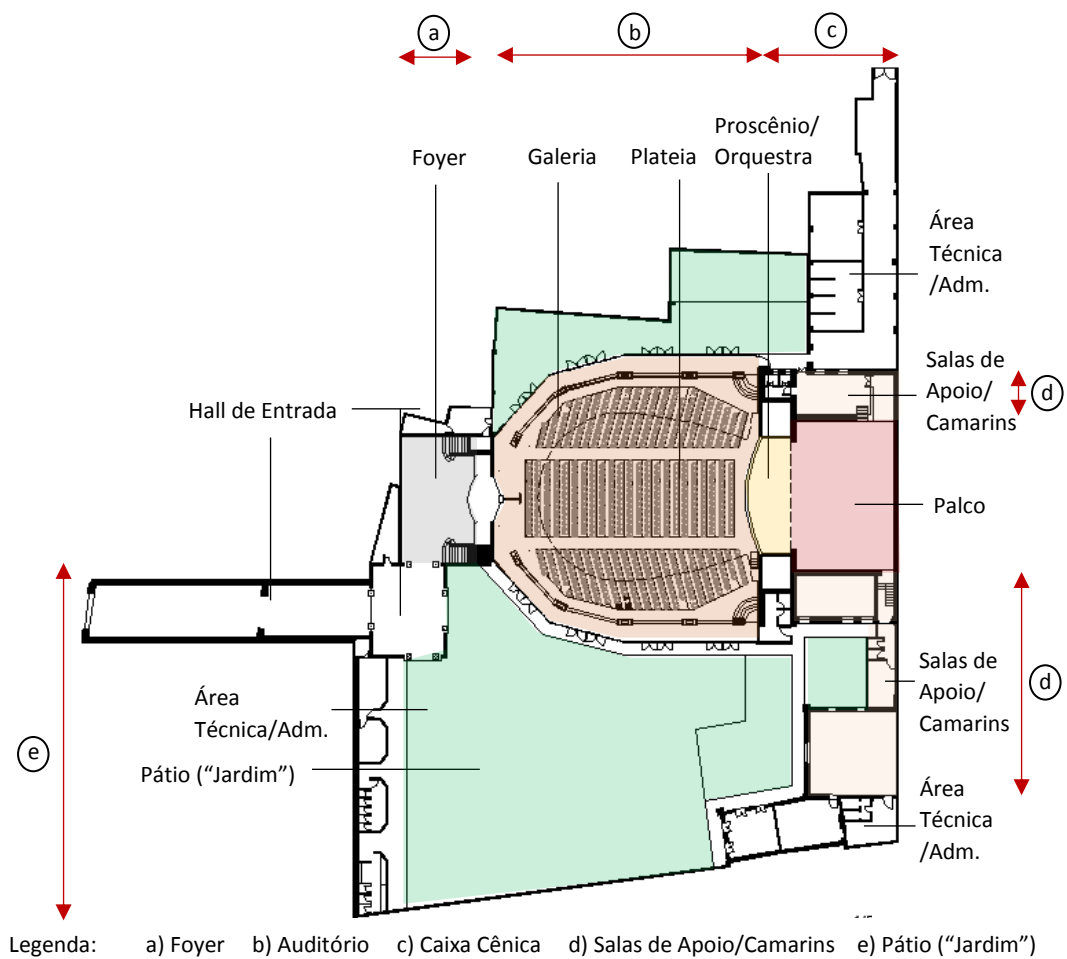 a
b
c
Proscênio/
Orquestra
Foyer
Galeria
Plateia
Área
Técnica
/Adm.
Salas de
Apoio/
Camarins
d
Hall de Entrada
Palco
Salas de
Apoio/
Camarins
d
Área
Técnica/Adm.
e
Pátio (“Jardim”)
Área
Técnica
/Adm.
Legenda: a) Foyer b) Auditório c) Caixa Cênica d) Salas de Apoio/Camarins e) Pátio (“Jardim”)